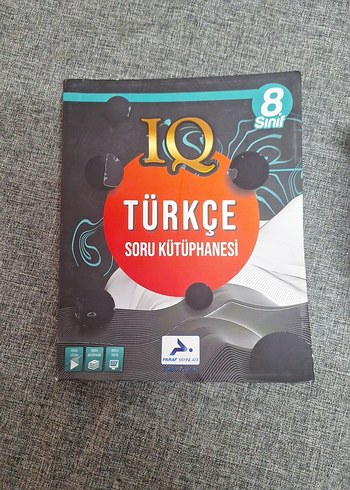 8.
Sınıf
IQ
TÜRKÇE
SORU KÜTÜPHANESİ
PARAF YAYINLARI